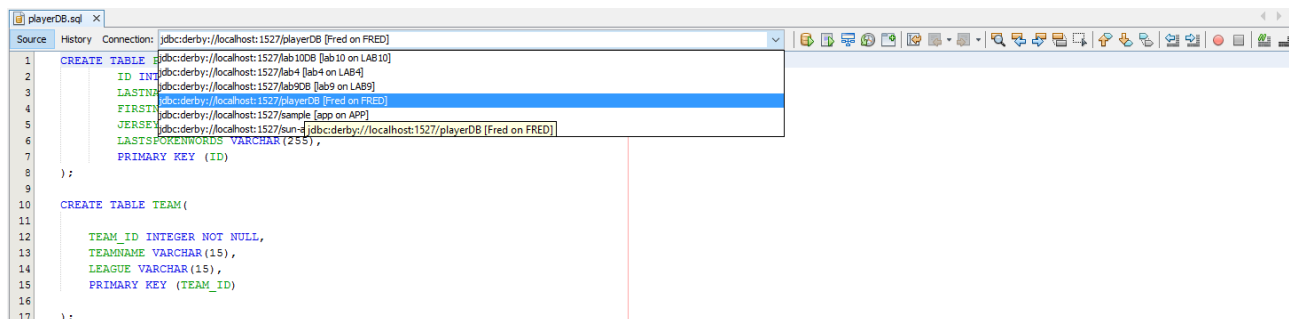 playerDB.sql
Source History Connection: jdbc:derby://localhost:1527/playerDB [Fred on FRED]
jdbc:derby://localhost:1527/lab10DB [lab10 on LAB10]
jdbc:derby://localhost:1527/lab4 [lab4 on LAB4]
jdbc:derby://localhost:1527/lab9DB [lab9 on LAB9]
jdbc:derby://localhost:1527/playerDB [Fred on FRED]
jdbc:derby://localhost:1527/sample [app on APP]
jdbc:derby://localhost:1527/sun-a
jdbc:derby://localhost:1527/playerDB [Fred on FRED]
1 CREATE TABLE
2 ID INT
3 LASTNA
4 FIRSTN
5 JERSEY
6 LASTSPOKENWORDS VARCHAR(255),
7 PRIMARY KEY (ID)
8 );
9
10 CREATE TABLE TEAM(
11
12 TEAM_ID INTEGER NOT NULL,
13 TEAMNAME VARCHAR(15),
14 LEAGUE VARCHAR(15),
15 PRIMARY KEY (TEAM_ID)
16
17 );